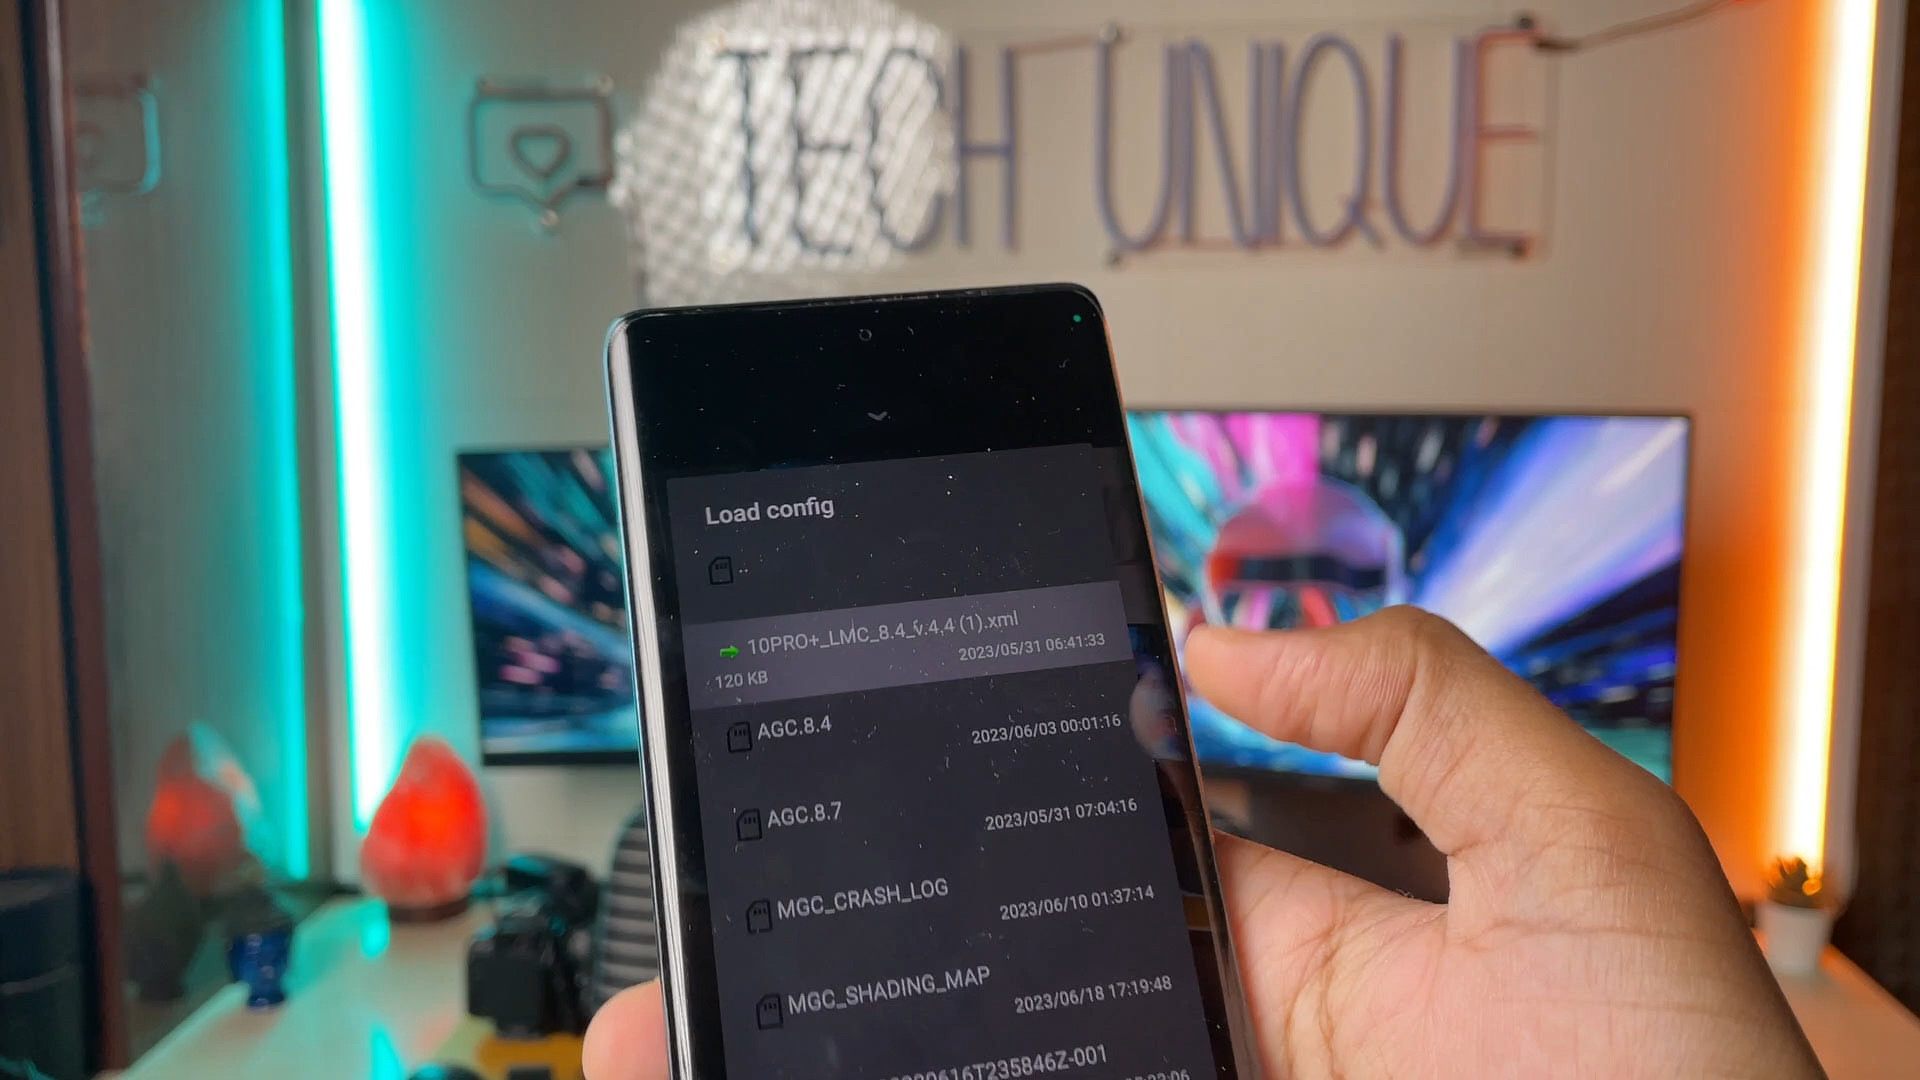 TECH UNIQUE
Load config
..
10PRO+_LMC_8.4_v.4,4 (1).xml
120 KB 2023/05/31 06:41:33
AGC.8.4 2023/06/03 00:01:16
AGC.8.7 2023/05/31 07:04:16
MGC_CRASH_LOG 2023/06/10 01:37:14
MGC_SHADING_MAP 2023/06/18 17:19:48